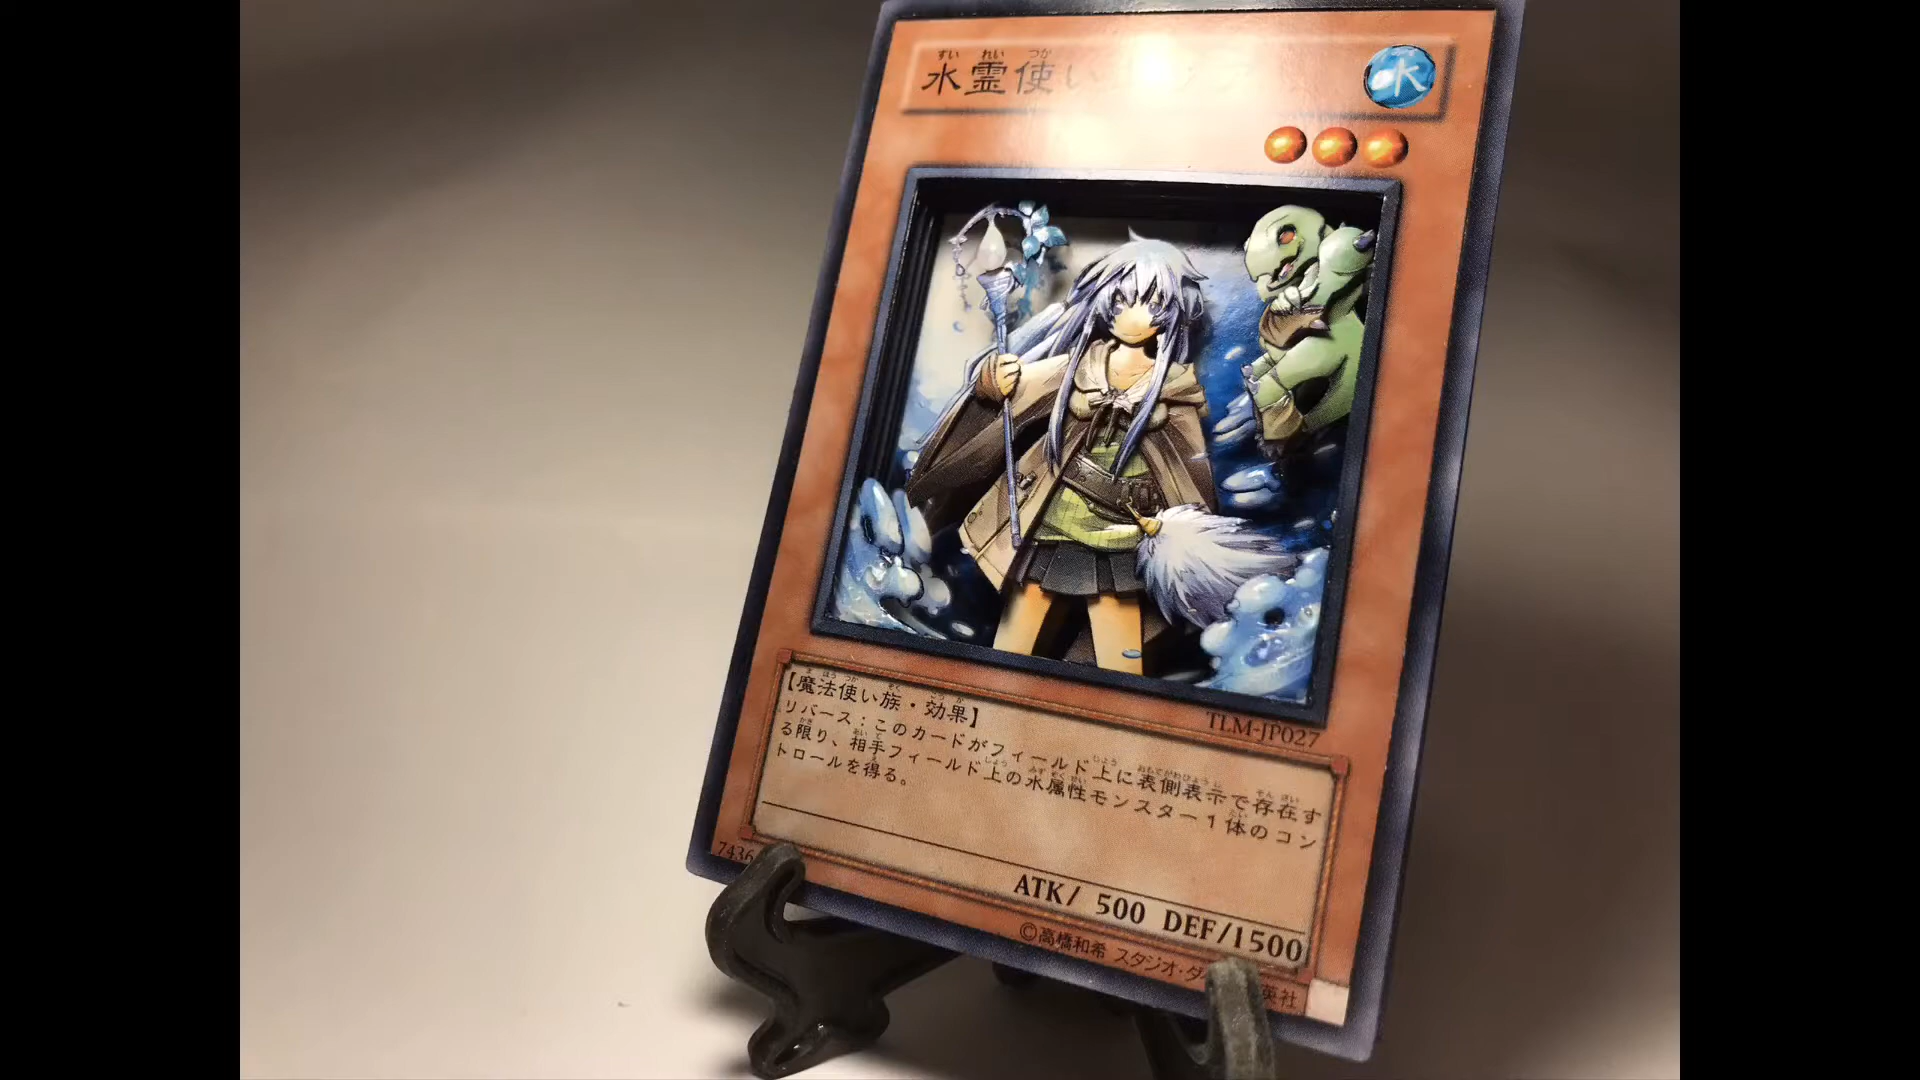 すい れい つか
水霊使い
水
【魔法使い族・効果】
TLM-JP027
リバース：このカードがフィールド上に表側表示で存在す
る限り、相手フィールド上の水属性モンスター１体のコン
トロールを得る。
ATK/ 500 DEF/1500
7436
©高橋和希 スタジオ・ダ 英社